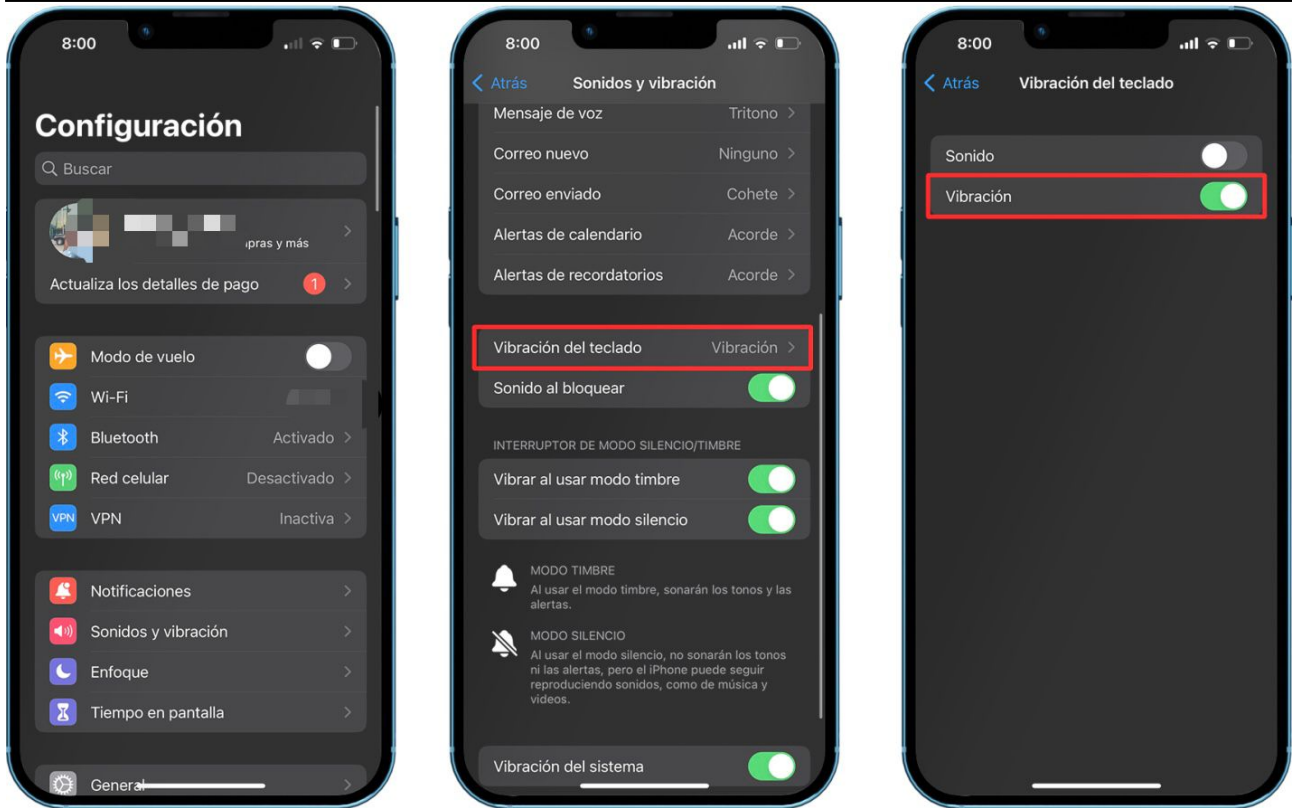 8:00
Configuración
Buscar
pras y más
Actualiza los detalles de pago 1
Modo de vuelo
Wi-Fi
Bluetooth Activado
Red celular Desactivado
VPN VPN Inactiva
Notificaciones
Sonidos y vibración
Enfoque
Tiempo en pantalla
General
8:00
Atrás Sonidos y vibración
Mensaje de voz Tritono
Correo nuevo Ninguno
Correo enviado Cohete
Alertas de calendario Acorde
Alertas de recordatorios Acorde
Vibración del teclado Vibración
Sonido al bloquear
INTERRUPTOR DE MODO SILENCIO/TIMBRE
Vibrar al usar modo timbre
Vibrar al usar modo silencio
MODO TIMBRE
Al usar el modo timbre, sonarán los tonos y las
alertas.
MODO SILENCIO
Al usar el modo silencio, no sonarán los tonos
ni las alertas, pero el iPhone puede seguir
reproduciendo sonidos, como de música y
videos.
Vibración del sistema
8:00
Atrás Vibración del teclado
Sonido
Vibración